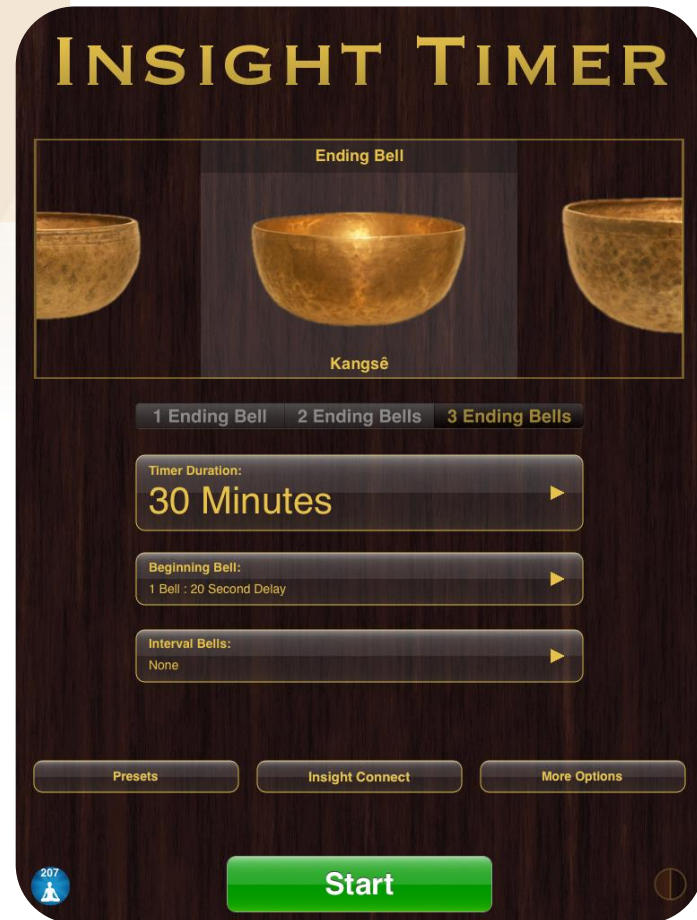 INSIGHT TIMER
Ending Bell
Kangsê
1 Ending Bell 2 Ending Bells 3 Ending Bells
Timer Duration:
30 Minutes
Beginning Bell:
1 Bell : 20 Second Delay
Interval Bells:
None
Presets Insight Connect More Options
207
Start